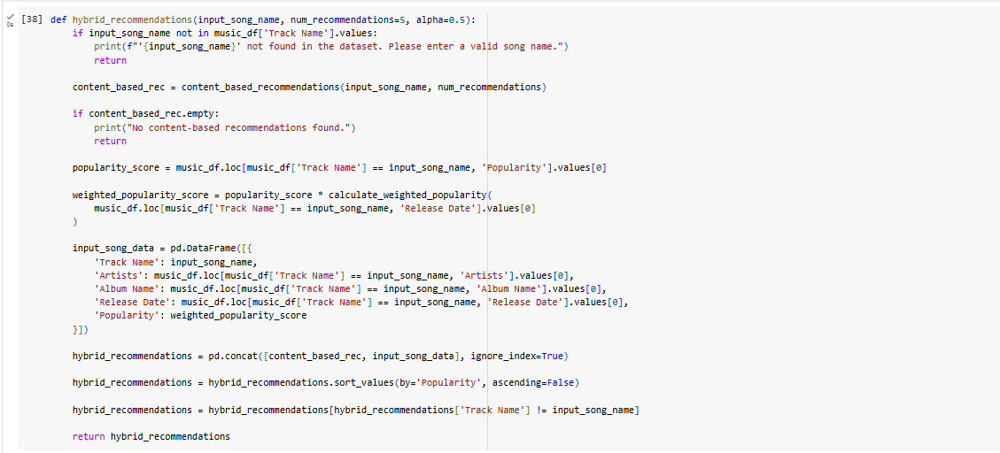 [38] def hybrid_recommendations(input_song_name, num_recommendations=5, alpha=0.5):
0s
    if input_song_name not in music_df['Track Name'].values:
        print(f"'{input_song_name}' not found in the dataset. Please enter a valid song name.")
        return

    content_based_rec = content_based_recommendations(input_song_name, num_recommendations)

    if content_based_rec.empty:
        print("No content-based recommendations found.")
        return

    popularity_score = music_df.loc[music_df['Track Name'] == input_song_name, 'Popularity'].values[0]

    weighted_popularity_score = popularity_score * calculate_weighted_popularity(
        music_df.loc[music_df['Track Name'] == input_song_name, 'Release Date'].values[0]
    )

    input_song_data = pd.DataFrame([{
        'Track Name': input_song_name,
        'Artists': music_df.loc[music_df['Track Name'] == input_song_name, 'Artists'].values[0],
        'Album Name': music_df.loc[music_df['Track Name'] == input_song_name, 'Album Name'].values[0],
        'Release Date': music_df.loc[music_df['Track Name'] == input_song_name, 'Release Date'].values[0],
        'Popularity': weighted_popularity_score
    }])

    hybrid_recommendations = pd.concat([content_based_rec, input_song_data], ignore_index=True)

    hybrid_recommendations = hybrid_recommendations.sort_values(by='Popularity', ascending=False)

    hybrid_recommendations = hybrid_recommendations[hybrid_recommendations['Track Name'] != input_song_name]

    return hybrid_recommendations